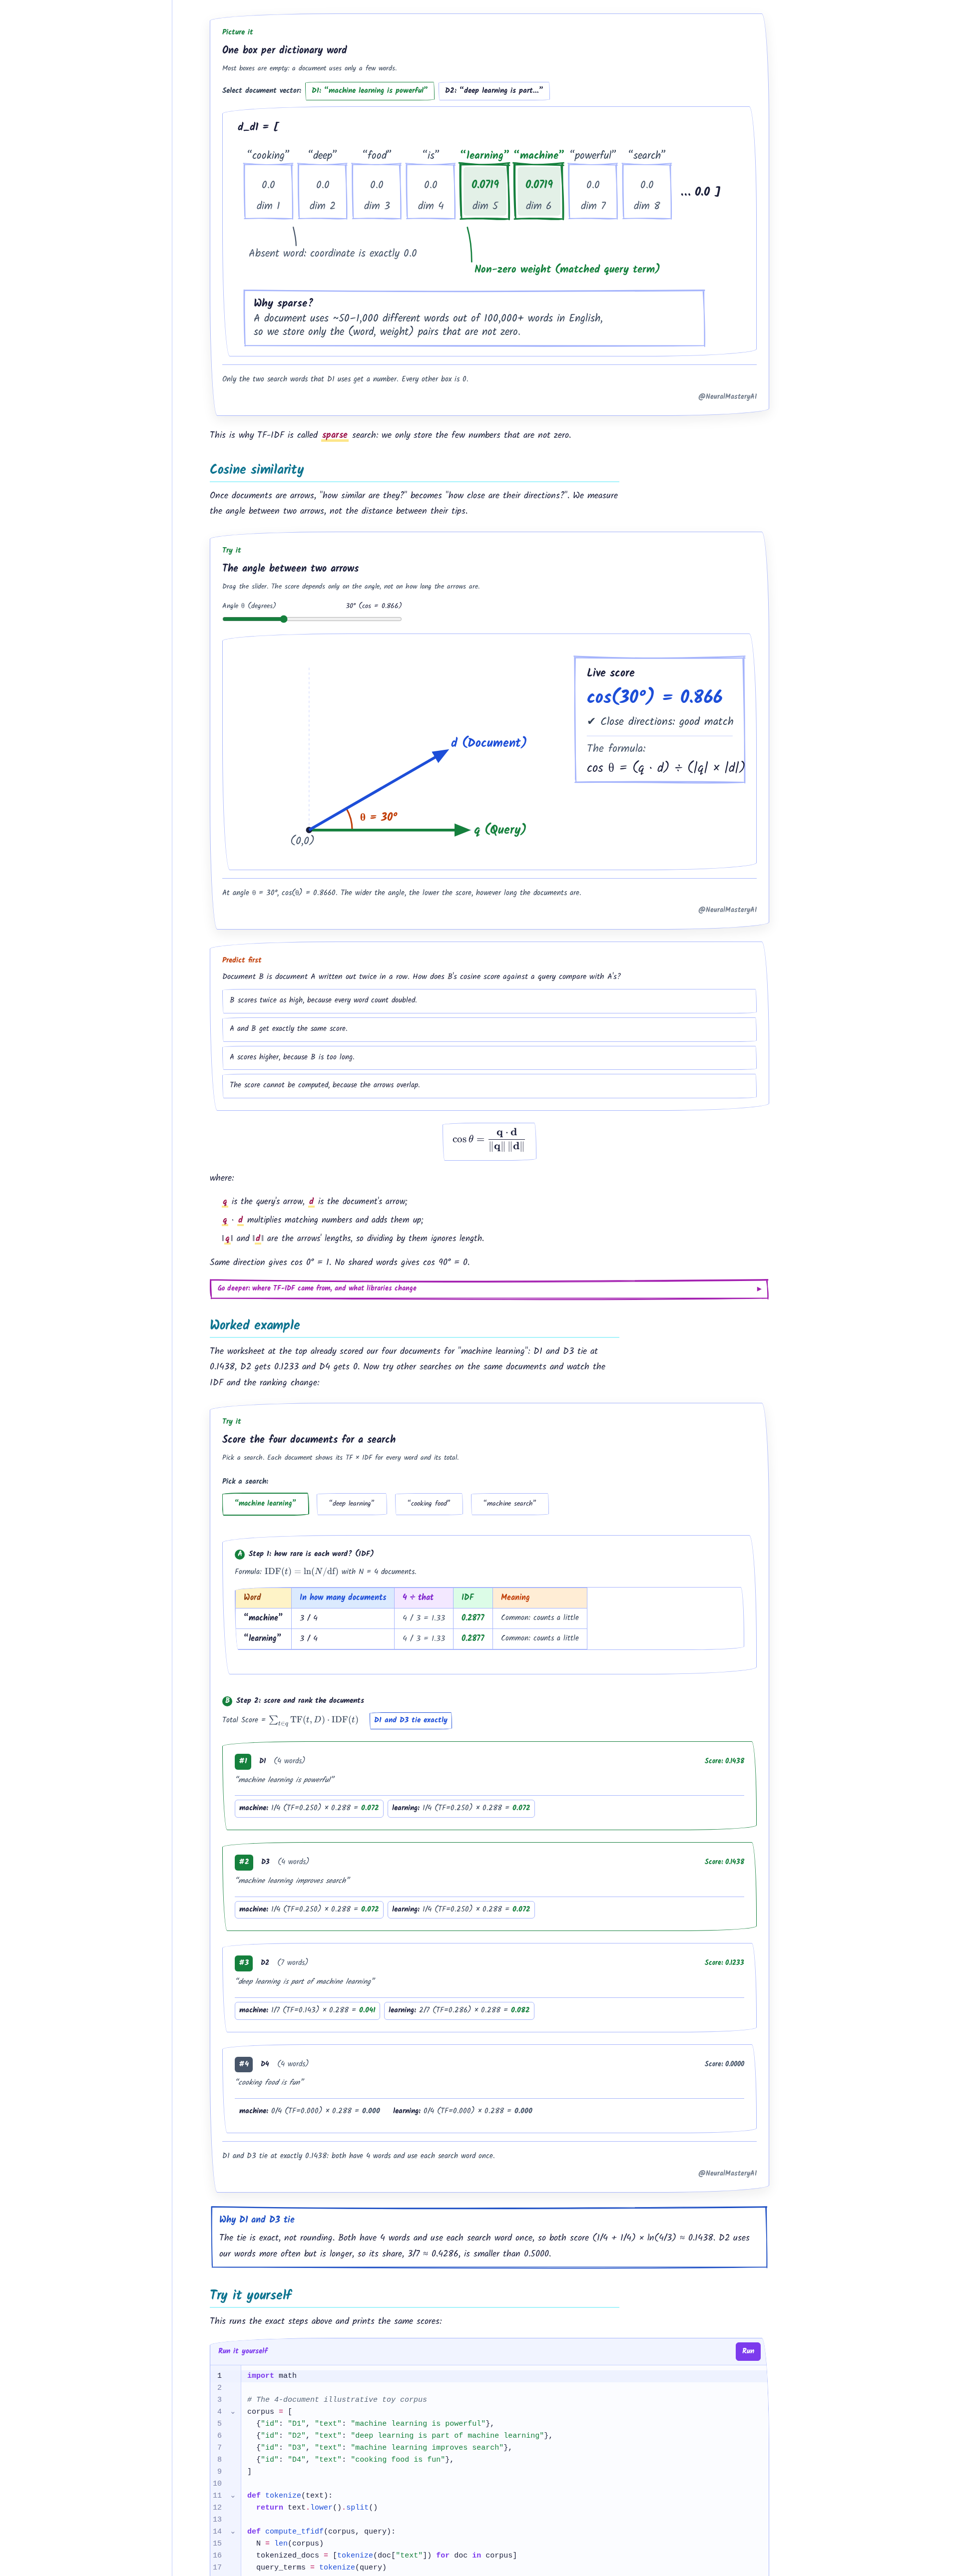 Picture it
One box per dictionary word
Most boxes are empty: a document uses only a few words.
Select document vector: D1: “machine learning is powerful” D2: “deep learning is part...”
d_d1 = [
“cooking” “deep” “food” “is” “learning” “machine” “powerful” “search”
0.0 0.0 0.0 0.0 0.0719 0.0719 0.0 0.0 ... 0.0 ]
dim 1 dim 2 dim 3 dim 4 dim 5 dim 6 dim 7 dim 8
Absent word: coordinate is exactly 0.0
Non-zero weight (matched query term)
Why sparse?
A document uses ~50–1,000 different words out of 100,000+ words in English,
so we store only the (word, weight) pairs that are not zero.
Only the two search words that D1 uses get a number. Every other box is 0.
@NeuralMasteryAI
This is why TF-IDF is called sparse search: we only store the few numbers that are not zero.
Cosine similarity
Once documents are arrows, "how similar are they?" becomes "how close are their directions?". We measure
the angle between two arrows, not the distance between their tips.
Try it
The angle between two arrows
Drag the slider. The score depends only on the angle, not on how long the arrows are.
Angle θ (degrees) 30° (cos = 0.866)
Live score
cos(30°) = 0.866
✔ Close directions: good match
The formula:
cos θ = (q · d) ÷ (|q| × |d|)
d (Document)
θ = 30°
q (Query)
(0,0)
At angle θ = 30°, cos(θ) = 0.8660. The wider the angle, the lower the score, however long the documents are.
@NeuralMasteryAI
Predict first
Document B is document A written out twice in a row. How does B's cosine score against a query compare with A's?
B scores twice as high, because every word count doubled.
A and B get exactly the same score.
A scores higher, because B is too long.
The score cannot be computed, because the arrows overlap.
cos θ = q · d / ‖q‖ ‖d‖
where:
q is the query's arrow, d is the document's arrow;
q · d multiplies matching numbers and adds them up;
‖q‖ and ‖d‖ are the arrows' lengths, so dividing by them ignores length.
Same direction gives cos 0° = 1. No shared words gives cos 90° = 0.
Go deeper: where TF-IDF came from, and what libraries change ▶
Worked example
The worksheet at the top already scored our four documents for "machine learning": D1 and D3 tie at
0.1438, D2 gets 0.1233 and D4 gets 0. Now try other searches on the same documents and watch the
IDF and the ranking change:
Try it
Score the four documents for a search
Pick a search. Each document shows its TF × IDF for every word and its total.
Pick a search:
“machine learning” “deep learning” “cooking food” “machine search”
A Step 1: how rare is each word? (IDF)
Formula: IDF(t) = ln(N/df) with N = 4 documents.
Word In how many documents 4 ÷ that IDF Meaning
“machine” 3 / 4 4 / 3 = 1.33 0.2877 Common: counts a little
“learning” 3 / 4 4 / 3 = 1.33 0.2877 Common: counts a little
B Step 2: score and rank the documents
Total Score = ∑t∈q TF(t, D) · IDF(t) D1 and D3 tie exactly
#1 D1 (4 words) Score: 0.1438
“machine learning is powerful”
machine: 1/4 (TF=0.250) × 0.288 = 0.072 learning: 1/4 (TF=0.250) × 0.288 = 0.072
#2 D3 (4 words) Score: 0.1438
“machine learning improves search”
machine: 1/4 (TF=0.250) × 0.288 = 0.072 learning: 1/4 (TF=0.250) × 0.288 = 0.072
#3 D2 (7 words) Score: 0.1233
“deep learning is part of machine learning”
machine: 1/7 (TF=0.143) × 0.288 = 0.041 learning: 2/7 (TF=0.286) × 0.288 = 0.082
#4 D4 (4 words) Score: 0.0000
“cooking food is fun”
machine: 0/4 (TF=0.000) × 0.288 = 0.000 learning: 0/4 (TF=0.000) × 0.288 = 0.000
D1 and D3 tie at exactly 0.1438: both have 4 words and use each search word once.
@NeuralMasteryAI
Why D1 and D3 tie
The tie is exact, not rounding. Both have 4 words and use each search word once, so both score (1/4 + 1/4) × ln(4/3) ≈ 0.1438. D2 uses
our words more often but is longer, so its share, 3/7 ≈ 0.4286, is smaller than 0.5000.
Try it yourself
This runs the exact steps above and prints the same scores:
Run it yourself Run
1 import math
2
3 # The 4-document illustrative toy corpus
4 corpus = [
5 {"id": "D1", "text": "machine learning is powerful"},
6 {"id": "D2", "text": "deep learning is part of machine learning"},
7 {"id": "D3", "text": "machine learning improves search"},
8 {"id": "D4", "text": "cooking food is fun"},
9 ]
10
11 def tokenize(text):
12 return text.lower().split()
13
14 def compute_tfidf(corpus, query):
15 N = len(corpus)
16 tokenized_docs = [tokenize(doc["text"]) for doc in corpus]
17 query_terms = tokenize(query)